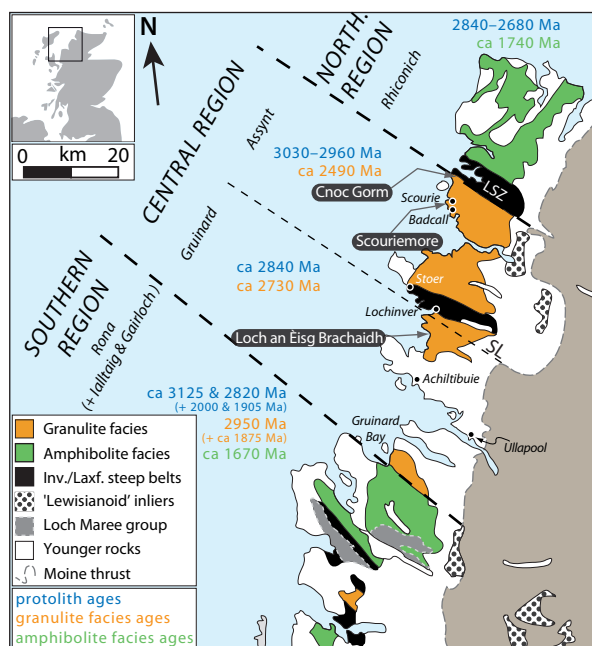 N
0 km 20
NORTH.
REGION
Rhiconich
2840–2680 Ma
ca 1740 Ma
CENTRAL REGION
Assynt
3030–2960 Ma
ca 2490 Ma
Cnoc Gorm
LSZ
Scourie
Badcall
Scouriemore
Gruinard
ca 2840 Ma
ca 2730 Ma
Stoer
Lochinver
Loch an Èisg Brachaidh
SL
SOUTHERN
REGION
Rona
(+ Ialltaig & Gairloch)
Achiltibuie
ca 3125 & 2820 Ma
(+ 2000 & 1905 Ma)
2950 Ma
(+ ca 1875 Ma)
ca 1670 Ma
Gruinard
Bay
Ullapool
Granulite facies
Amphibolite facies
Inv./Laxf. steep belts
'Lewisianoid' inliers
Loch Maree group
Younger rocks
Moine thrust
protolith ages
granulite facies ages
amphibolite facies ages